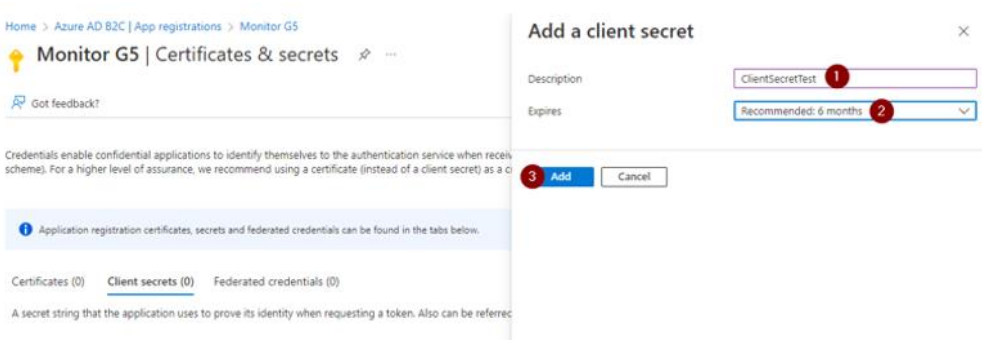 Home > Azure AD B2C | App registrations > Monitor G5
Monitor G5 | Certificates & secrets
Got feedback?
Credentials enable confidential applications to identify themselves to the authentication service when receiv
scheme). For a higher level of assurance, we recommend using a certificate (instead of a client secret) as a c
Application registration certificates, secrets and federated credentials can be found in the tabs below.
Certificates (0) Client secrets (0) Federated credentials (0)
A secret string that the application uses to prove its identity when requesting a token. Also can be referred
Add a client secret
Description ClientSecretTest 1
Expires Recommended: 6 months 2
3 Add Cancel